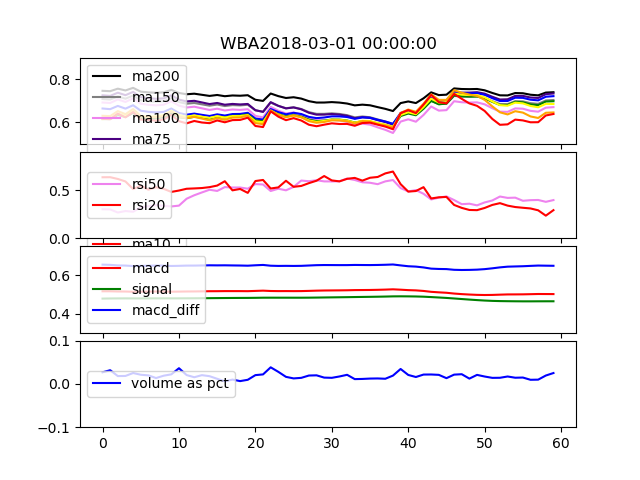 WBA2018-03-01 00:00:00
0.8
0.6
ma200
ma150
ma100
ma75
0.5
0.0
rsi50
rsi20
ma10
0.6
0.4
macd
signal
macd_diff
0.1
0.0
−0.1
volume as pct
0 10 20 30 40 50 60